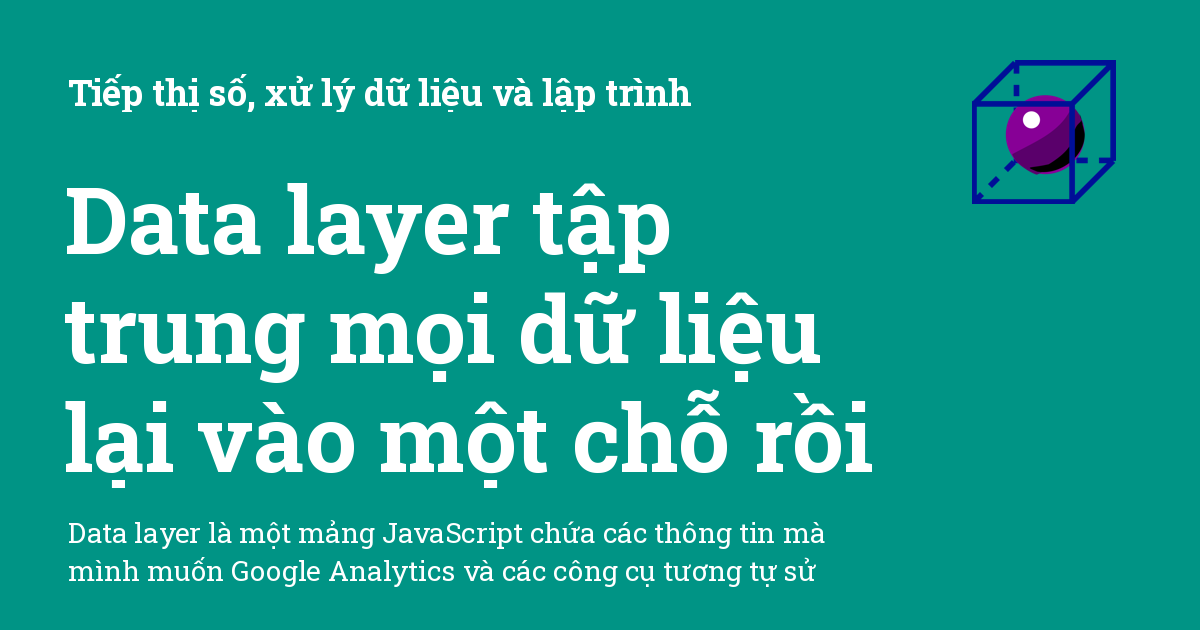 Tiếp thị số, xử lý dữ liệu và lập trình
Data layer tập
trung mọi dữ liệu
lại vào một chỗ rồi
Data layer là một mảng JavaScript chứa các thông tin mà
mình muốn Google Analytics và các công cụ tương tự sử